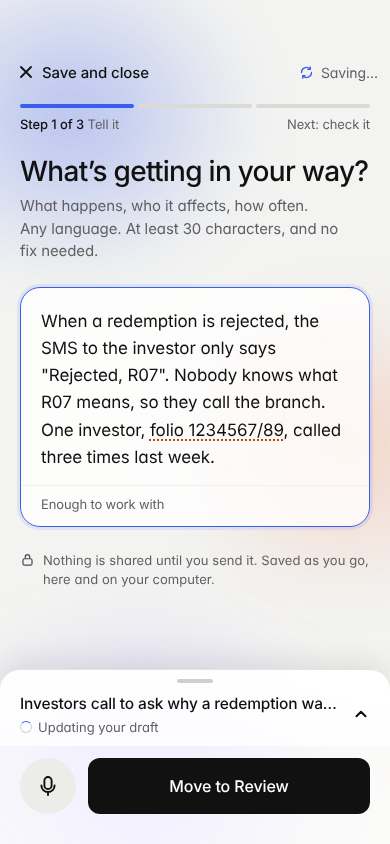 Save and close
Saving...
Step 1 of 3 Tell it
Next: check it
What’s getting in your way?
What happens, who it affects, how often.
Any language. At least 30 characters, and no
fix needed.
When a redemption is rejected, the
SMS to the investor only says
"Rejected, R07". Nobody knows what
R07 means, so they call the branch.
One investor, folio 1234567/89, called
three times last week.
Enough to work with
Nothing is shared until you send it. Saved as you go,
here and on your computer.
Investors call to ask why a redemption wa...
Updating your draft
Move to Review